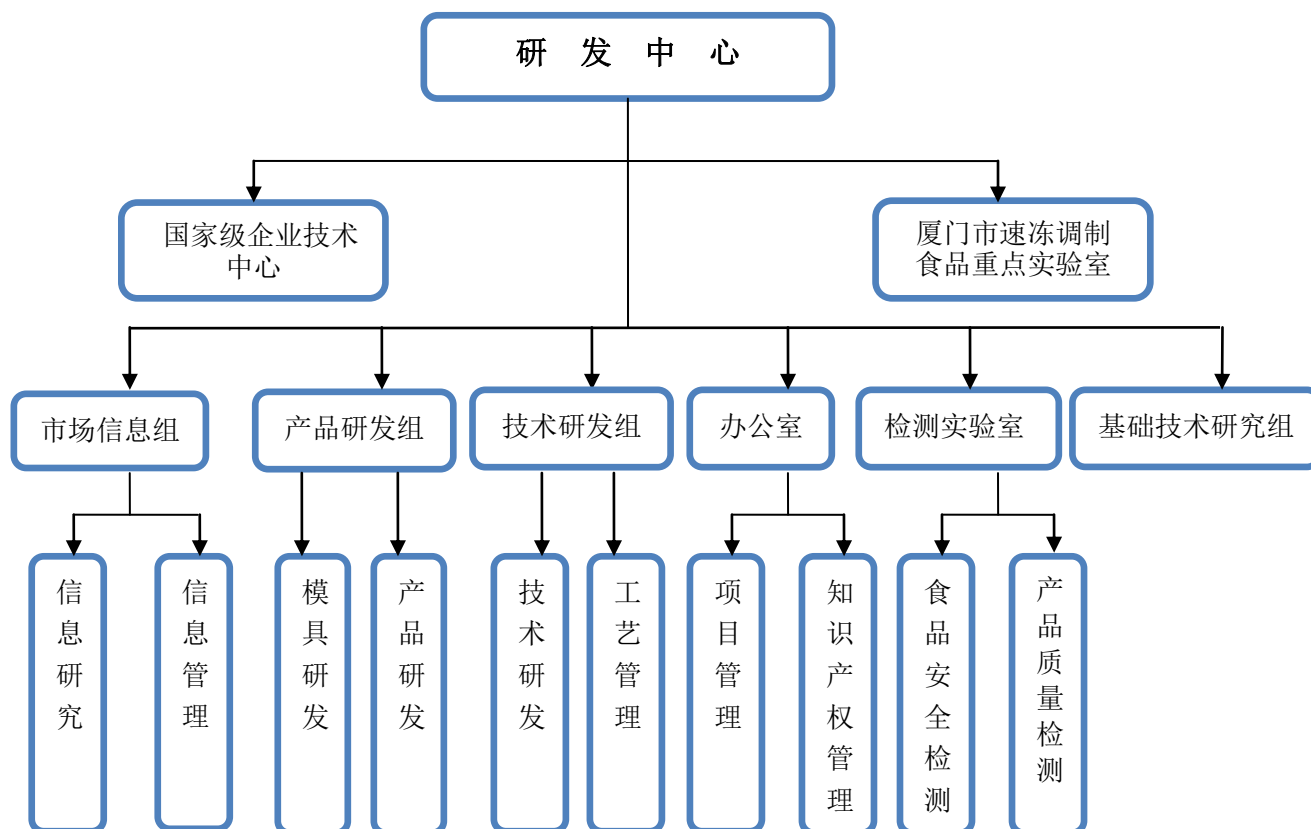 研 发 中 心
国家级企业技术
中心
厦门市速冻调制
食品重点实验室
市场信息组
产品研发组
技术研发组
办公室
检测实验室
基础技术研究组
信息研究
信息管理
模具研发
产品研发
技术研发
工艺管理
项目管理
知识产权管理
食品安全检测
产品质量检测